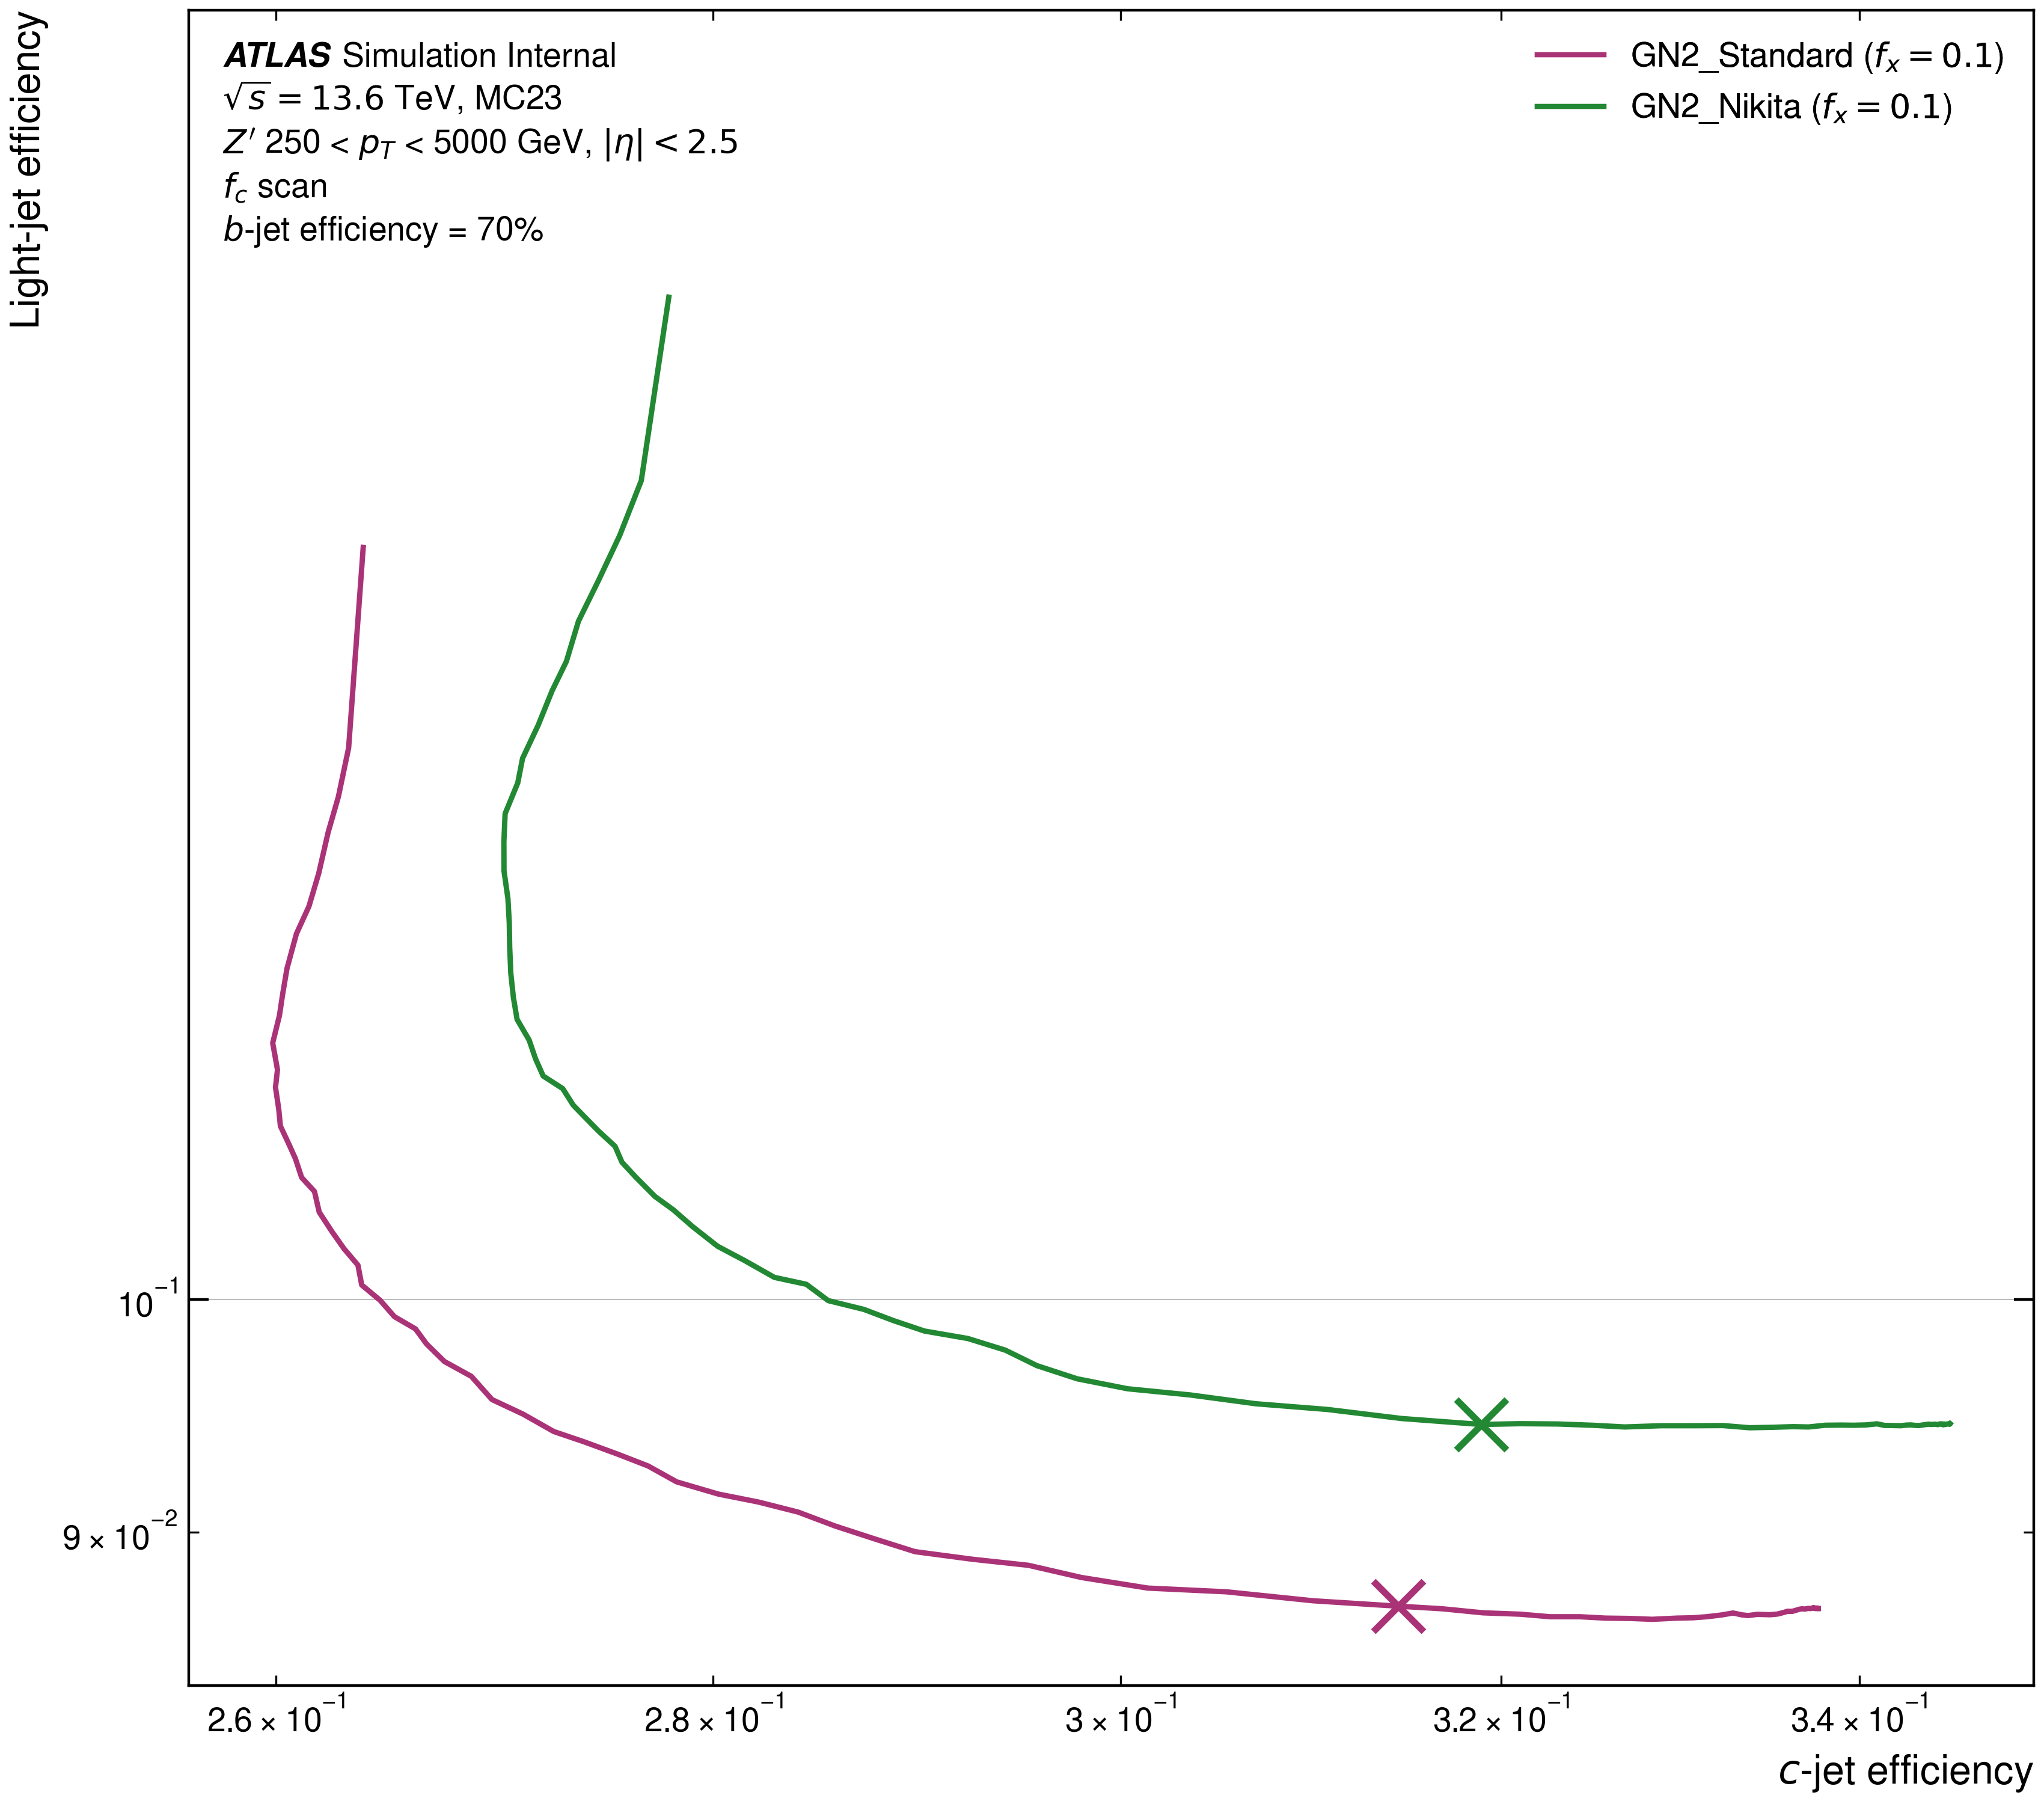 Light-jet efficiency
ATLAS Simulation Internal
√s = 13.6 TeV, MC23
Z′ 250 < p_T < 5000 GeV, |η| < 2.5
f_c scan
b-jet efficiency = 70%
GN2_Standard (f_x = 0.1)
GN2_Nikita (f_x = 0.1)
10⁻¹
9 × 10⁻²
2.6 × 10⁻¹
2.8 × 10⁻¹
3 × 10⁻¹
3.2 × 10⁻¹
3.4 × 10⁻¹
c-jet efficiency